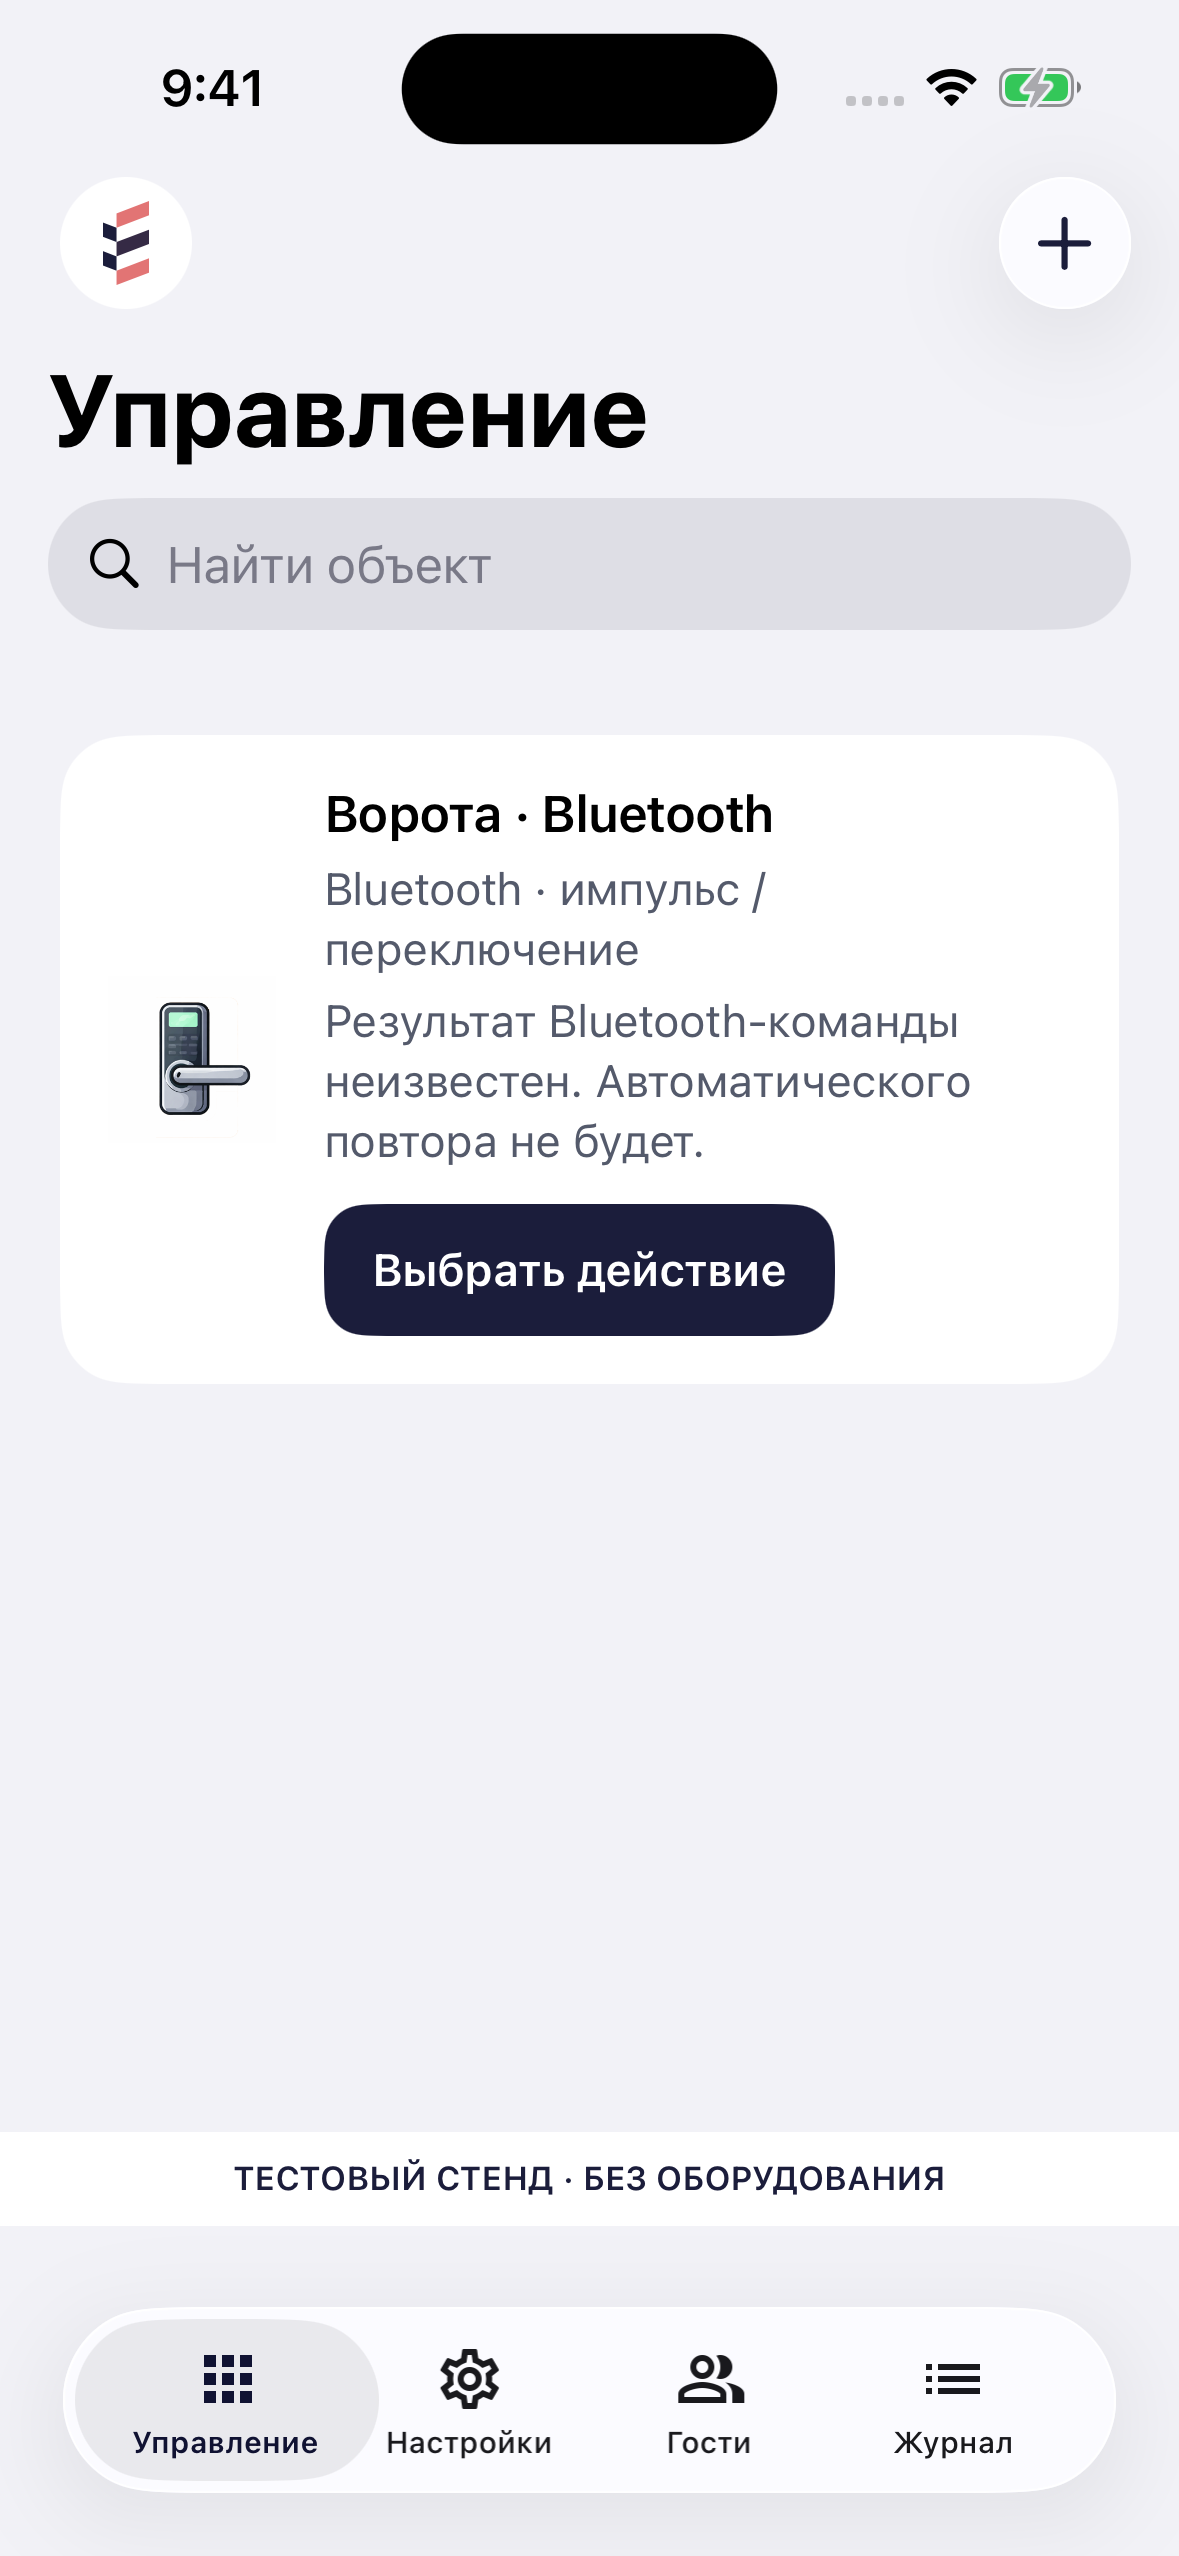 9:41
Управление
Найти объект
Ворота · Bluetooth
Bluetooth · импульс /
переключение
Результат Bluetooth-команды
неизвестен. Автоматического
повтора не будет.
Выбрать действие
ТЕСТОВЫЙ СТЕНД · БЕЗ ОБОРУДОВАНИЯ
Управление
Настройки
Гости
Журнал